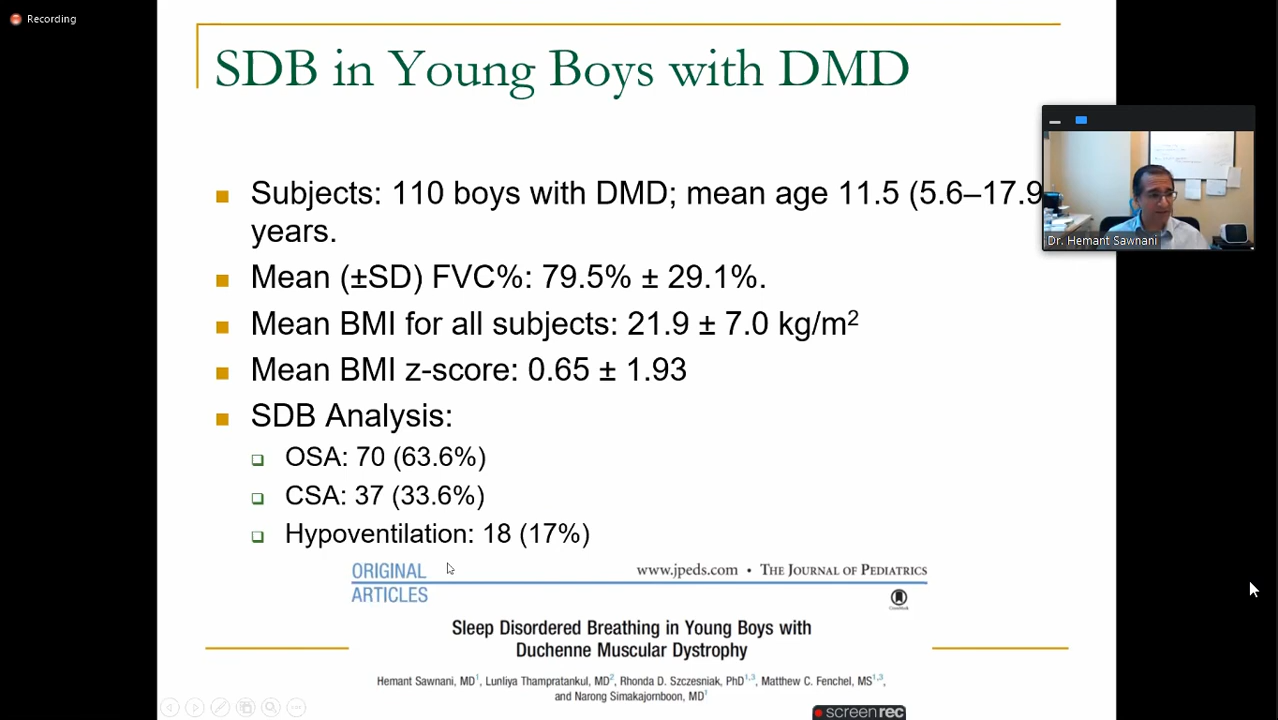 Recording
SDB in Young Boys with DMD
Subjects: 110 boys with DMD; mean age 11.5 (5.6–17.9
years.
Mean (±SD) FVC%: 79.5% ± 29.1%.
Mean BMI for all subjects: 21.9 ± 7.0 kg/m²
Mean BMI z-score: 0.65 ± 1.93
SDB Analysis:
OSA: 70 (63.6%)
CSA: 37 (33.6%)
Hypoventilation: 18 (17%)
Dr. Hemant Sawnani
ORIGINAL
ARTICLES
www.jpeds.com • THE JOURNAL OF PEDIATRICS
Sleep Disordered Breathing in Young Boys with
Duchenne Muscular Dystrophy
Hemant Sawnani, MD¹, Lunliya Thampratankul, MD², Rhonda D. Szczesniak, PhD¹,³, Matthew C. Fenchel, MS¹,³,
and Narong Simakajornboon, MD¹
screenrec